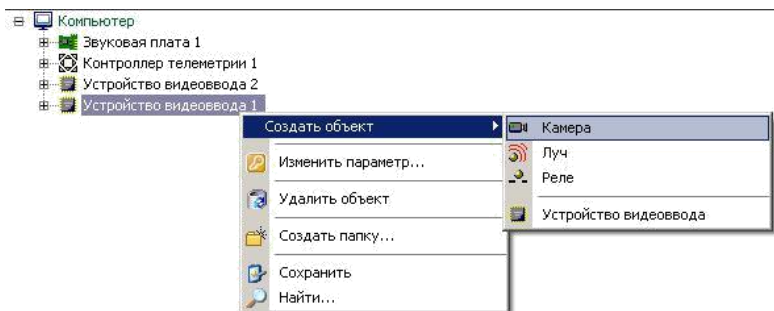 Компьютер
Звуковая плата 1
Контроллер телеметрии 1
Устройство видеоввода 2
Устройство видеоввода 1
Создать объект
Изменить параметр...
Удалить объект
Создать папку...
Сохранить
Найти...
Камера
Луч
Реле
Устройство видеоввода